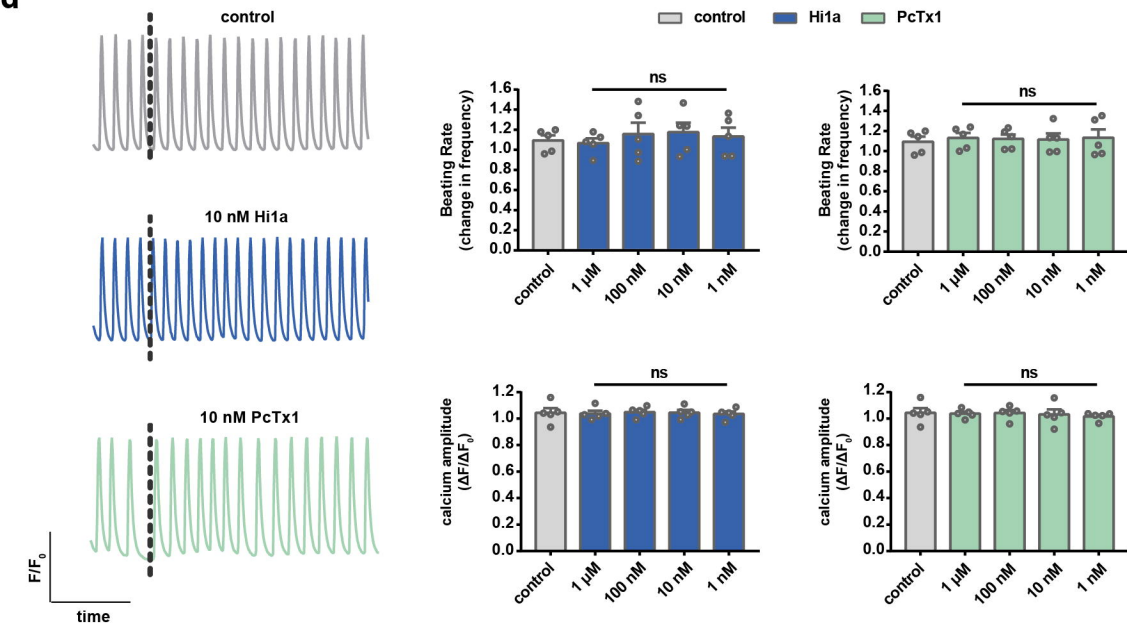 d
control
10 nM Hi1a
10 nM PcTx1
F/F0
time
control Hi1a PcTx1
Beating Rate
(change in frequency)
1.6
1.4
1.2
1.0
0.8
0.6
0.4
0.2
0.0
ns
control
1 µM
100 nM
10 nM
1 nM
Beating Rate
(change in frequency)
1.6
1.4
1.2
1.0
0.8
0.6
0.4
0.2
0.0
ns
control
1 µM
100 nM
10 nM
1 nM
calcium amplitude
(ΔF/ΔF0)
1.2
1.0
0.8
0.6
0.4
0.2
0.0
ns
control
1 µM
100 nM
10 nM
1 nM
calcium amplitude
(ΔF/ΔF0)
1.2
1.0
0.8
0.6
0.4
0.2
0.0
ns
control
1 µM
100 nM
10 nM
1 nM